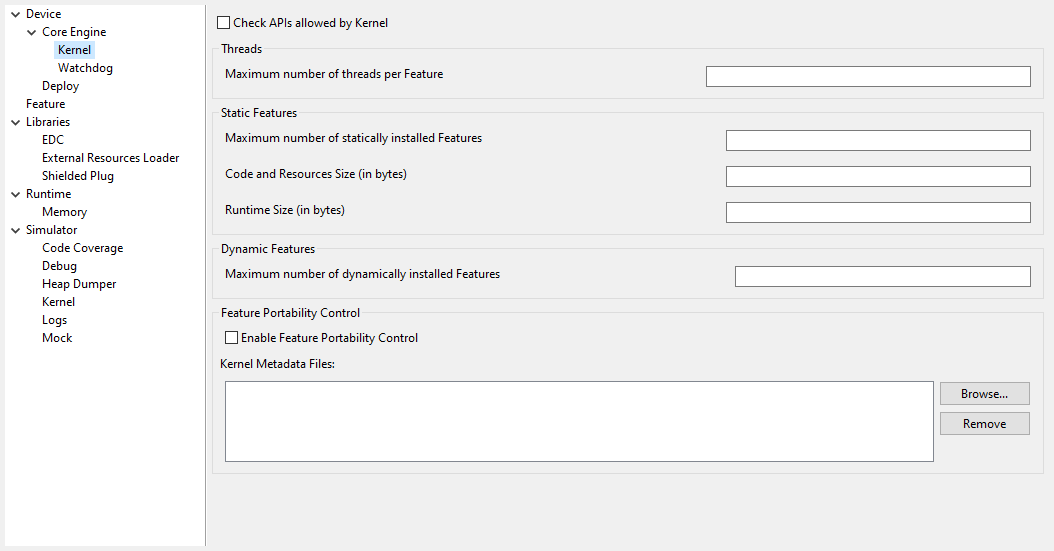 Device
Core Engine
Kernel
Watchdog
Deploy
Feature
Libraries
EDC
External Resources Loader
Shielded Plug
Runtime
Memory
Simulator
Code Coverage
Debug
Heap Dumper
Kernel
Logs
Mock
Check APIs allowed by Kernel
Threads
Maximum number of threads per Feature
Static Features
Maximum number of statically installed Features
Code and Resources Size (in bytes)
Runtime Size (in bytes)
Dynamic Features
Maximum number of dynamically installed Features
Feature Portability Control
Enable Feature Portability Control
Kernel Metadata Files:
Browse...
Remove